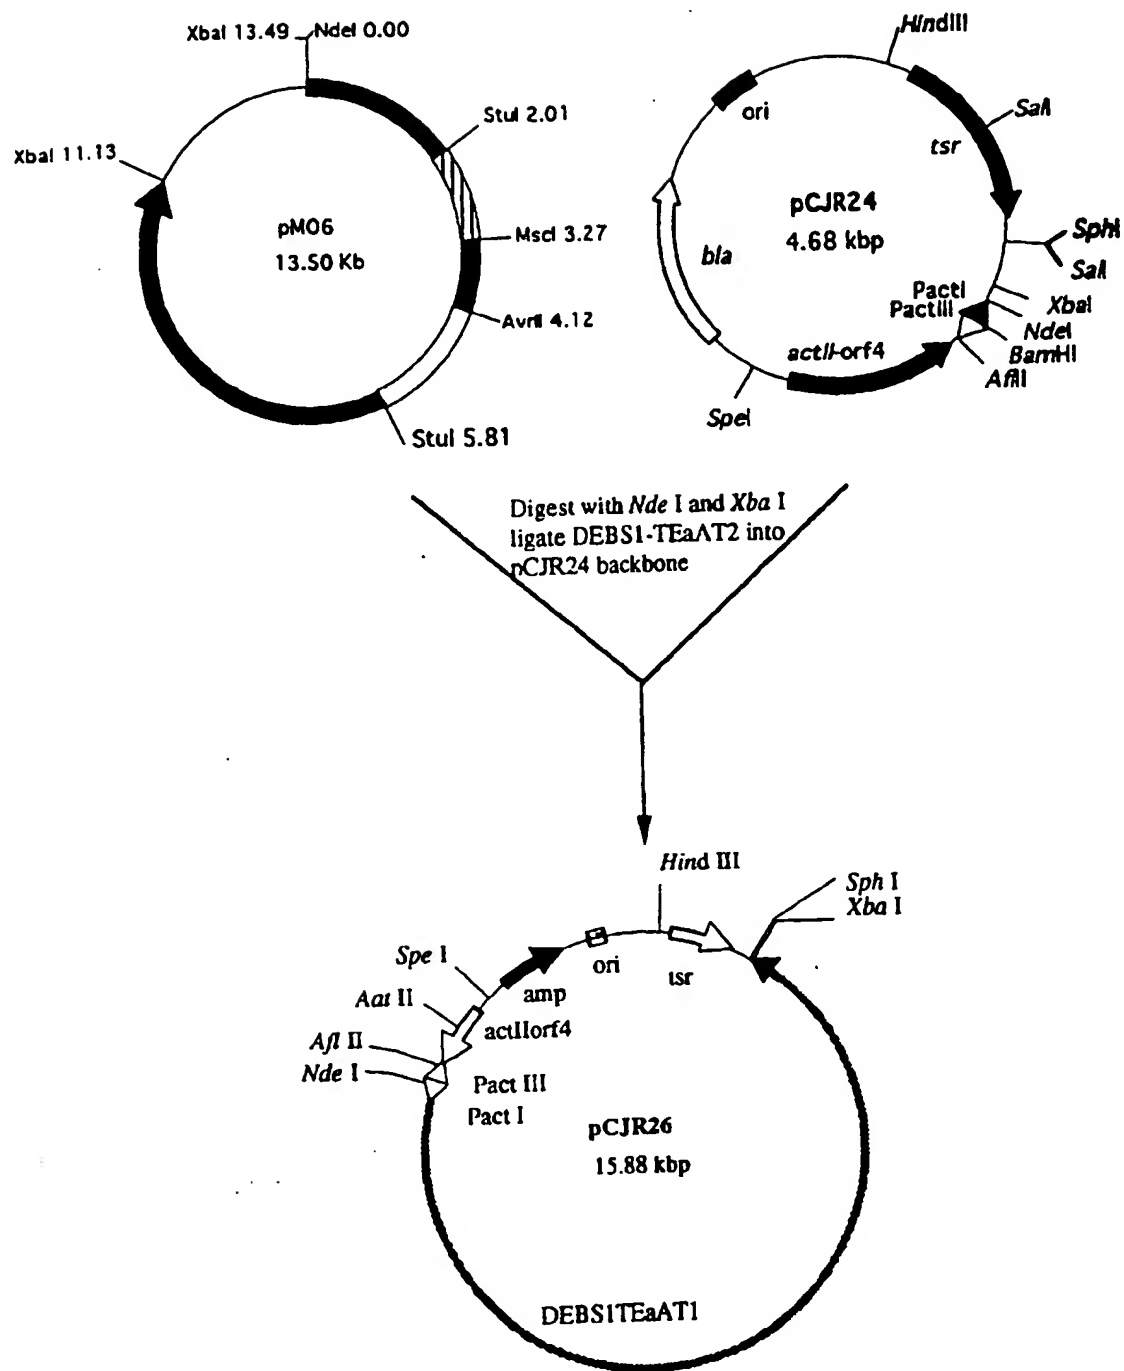 XbaI 13.49
NdeI 0.00
StuI 2.01
XbaI 11.13
pMO6
13.50 Kb
MscI 3.27
AvrII 4.12
StuI 5.81
HindIII
ori
SalI
tsr
pCJR24
4.68 kbp
bla
SphI
SalI
PactI
PactIII
XbaI
NdeI
BamHI
AflII
actII-orf4
SpeI
Digest with Nde I and Xba I
ligate DEBS1-TEaAT2 into
pCJR24 backbone
Hind III
Sph I
Xba I
Spe I
ori
tsr
amp
Aat II
actIIorf4
Afl II
Nde I
Pact III
Pact I
pCJR26
15.88 kbp
DEBS1TEaAT1